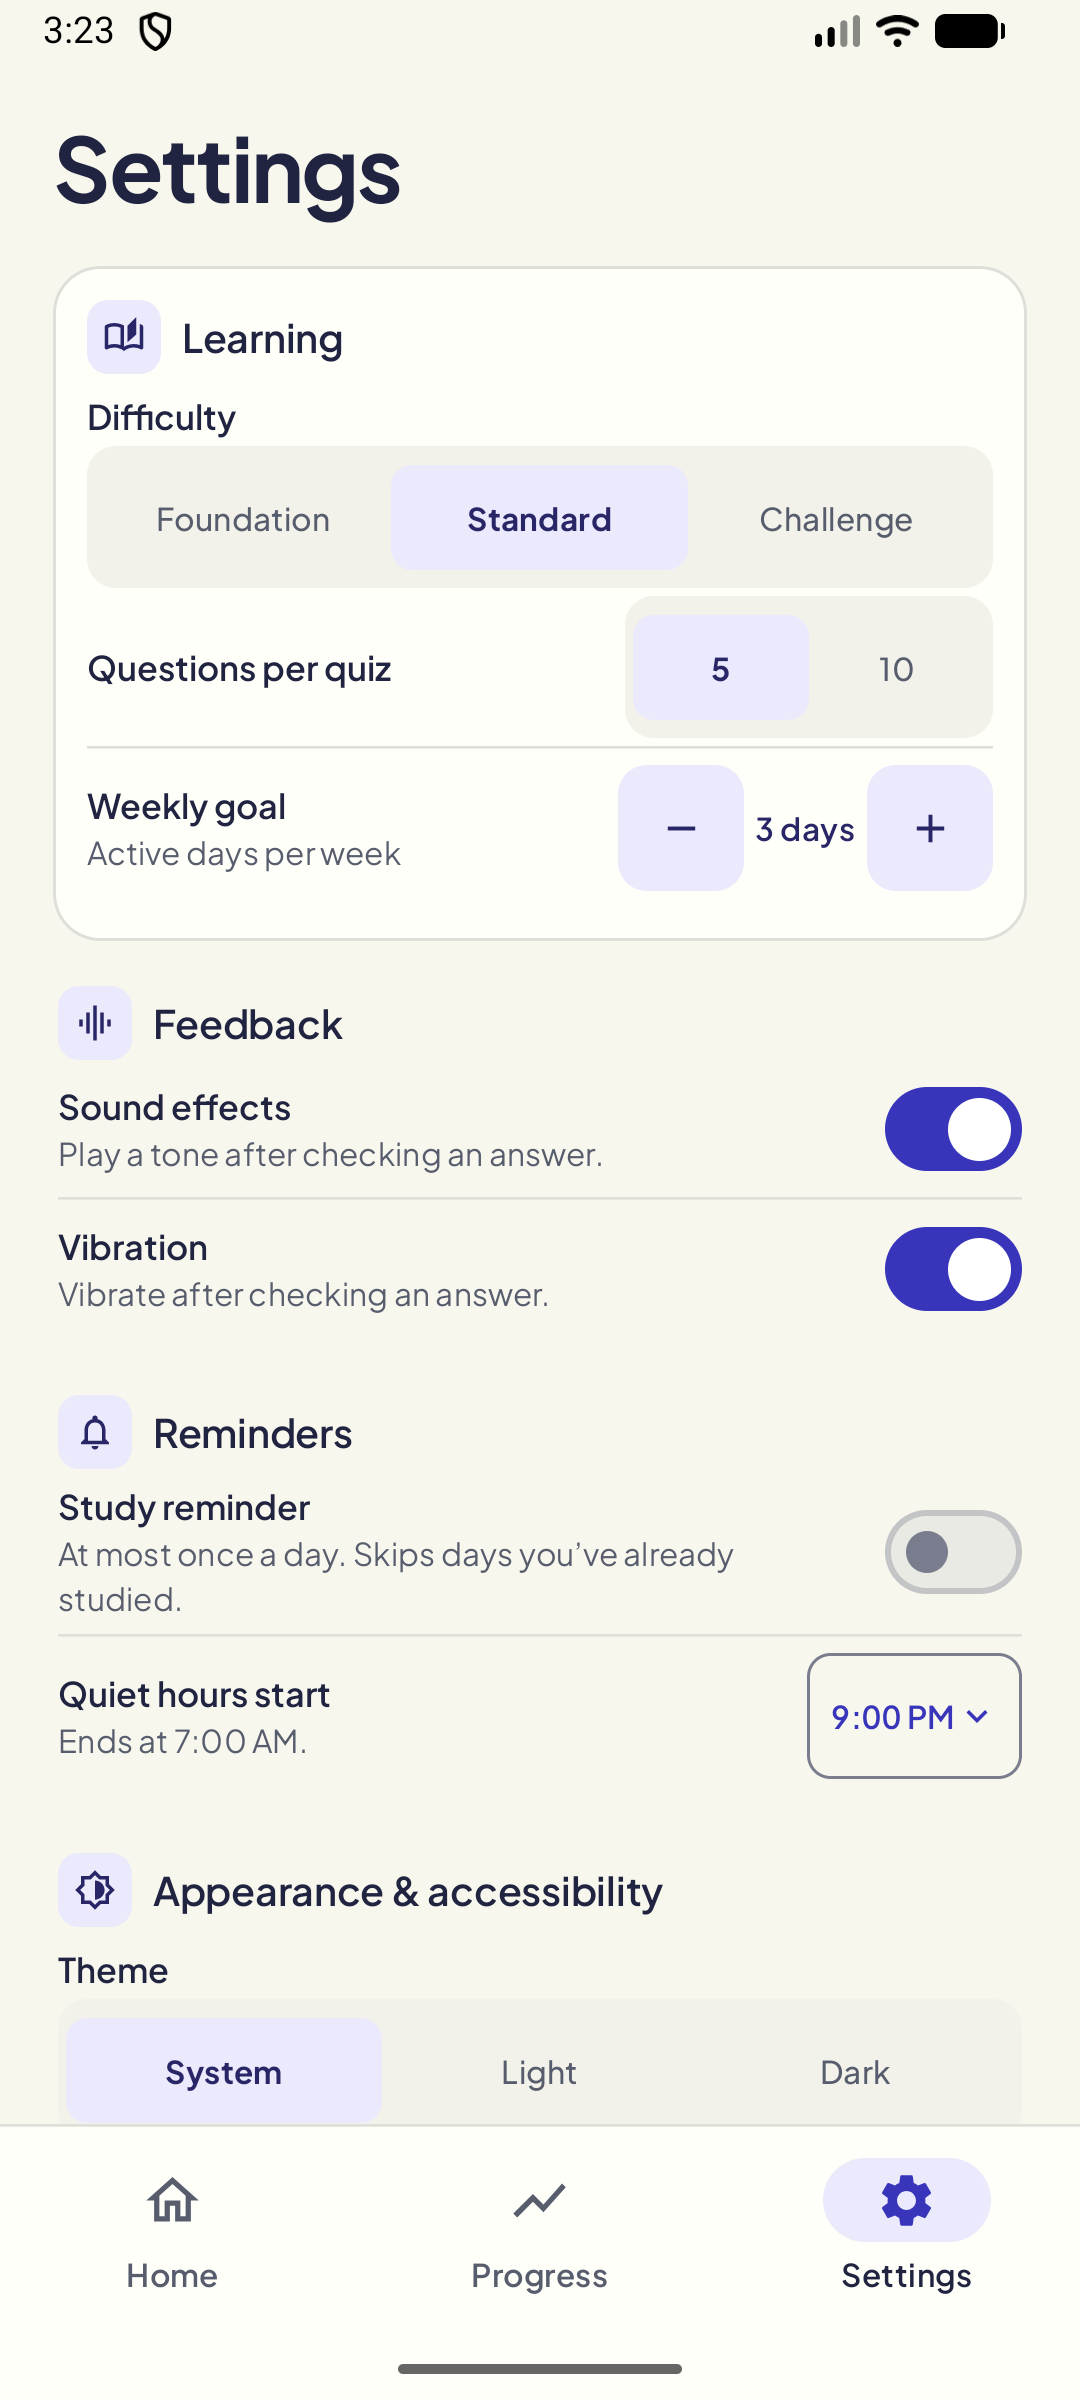 3:23
Settings
Learning
Difficulty
Foundation Standard Challenge
Questions per quiz 5 10
Weekly goal
Active days per week
− 3 days +
Feedback
Sound effects
Play a tone after checking an answer.
Vibration
Vibrate after checking an answer.
Reminders
Study reminder
At most once a day. Skips days you’ve already
studied.
Quiet hours start
Ends at 7:00 AM.
9:00 PM
Appearance & accessibility
Theme
System Light Dark
Home Progress Settings